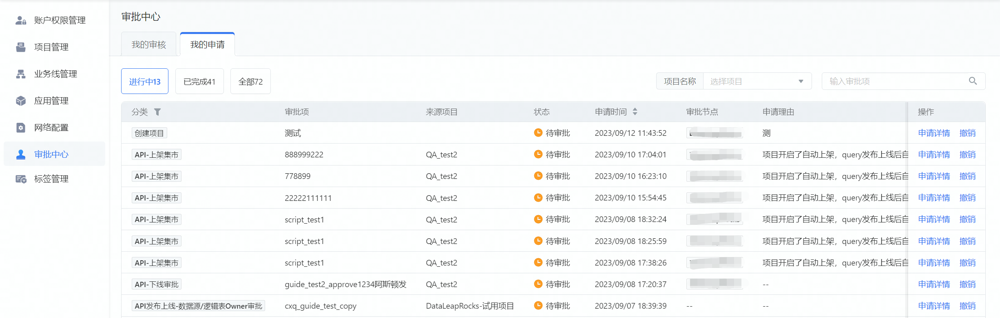 账户权限管理
项目管理
业务线管理
应用管理
网络配置
审批中心
标签管理
审批中心
我的审核 我的申请
进行中13 已完成41 全部72 项目名称 选择项目 输入审批项
分类 审批项 来源项目 状态 申请时间 审批节点 申请理由 操作
创建项目 测试 待审批 2023/09/12 11:43:52 测 申请详情 撤销
API-上架集市 888999222 QA_test2 待审批 2023/09/10 17:04:01 项目开启了自动上架，query发布上线后自 申请详情 撤销
API-上架集市 778899 QA_test2 待审批 2023/09/10 16:23:10 项目开启了自动上架，query发布上线后自 申请详情 撤销
API-上架集市 22222111111 QA_test2 待审批 2023/09/10 15:54:45 项目开启了自动上架，query发布上线后自 申请详情 撤销
API-上架集市 script_test1 QA_test2 待审批 2023/09/08 18:32:24 项目开启了自动上架，query发布上线后自 申请详情 撤销
API-上架集市 script_test1 QA_test2 待审批 2023/09/08 18:25:59 项目开启了自动上架，query发布上线后自 申请详情 撤销
API-上架集市 script_test1 QA_test2 待审批 2023/09/08 17:38:26 项目开启了自动上架，query发布上线后自 申请详情 撤销
API-下线审批 guide_test2_approve1234阿斯顿发 QA_test2 待审批 2023/09/08 17:20:37 -- 申请详情 撤销
API发布上线-数据源/逻辑表Owner审批 cxq_guide_test_copy DataLeapRocks-试用项目 待审批 2023/09/07 18:39:39 -- -- 申请详情 撤销